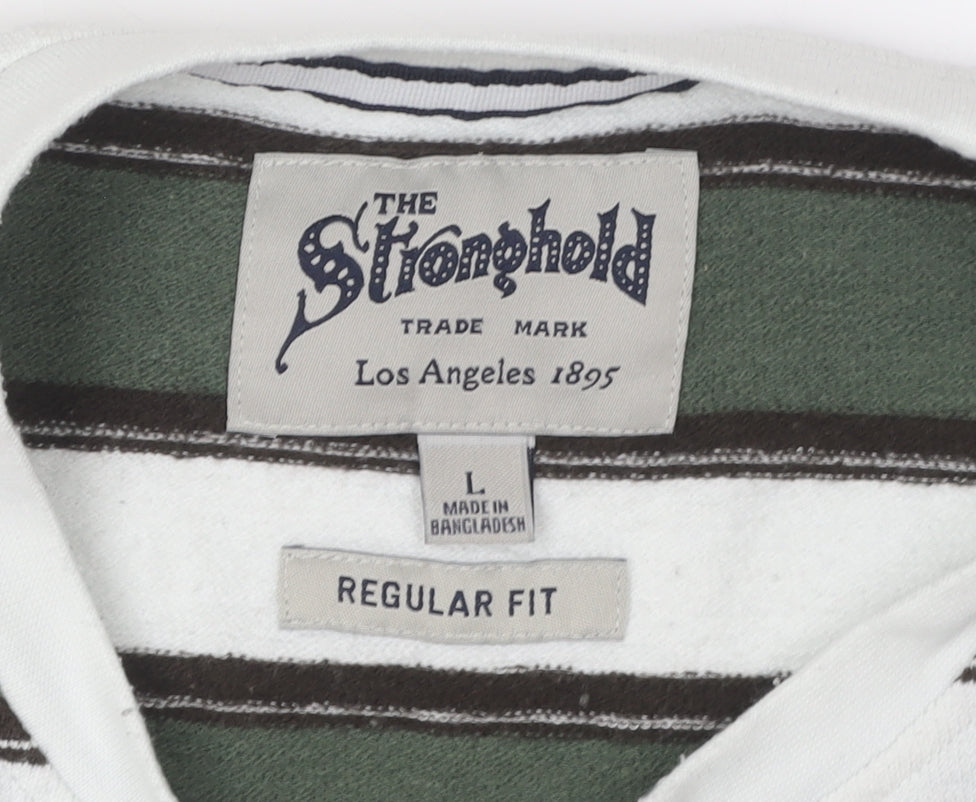 THE
Stronghold
TRADE MARK
Los Angeles 1895
L
MADE IN
BANGLADESH
REGULAR FIT